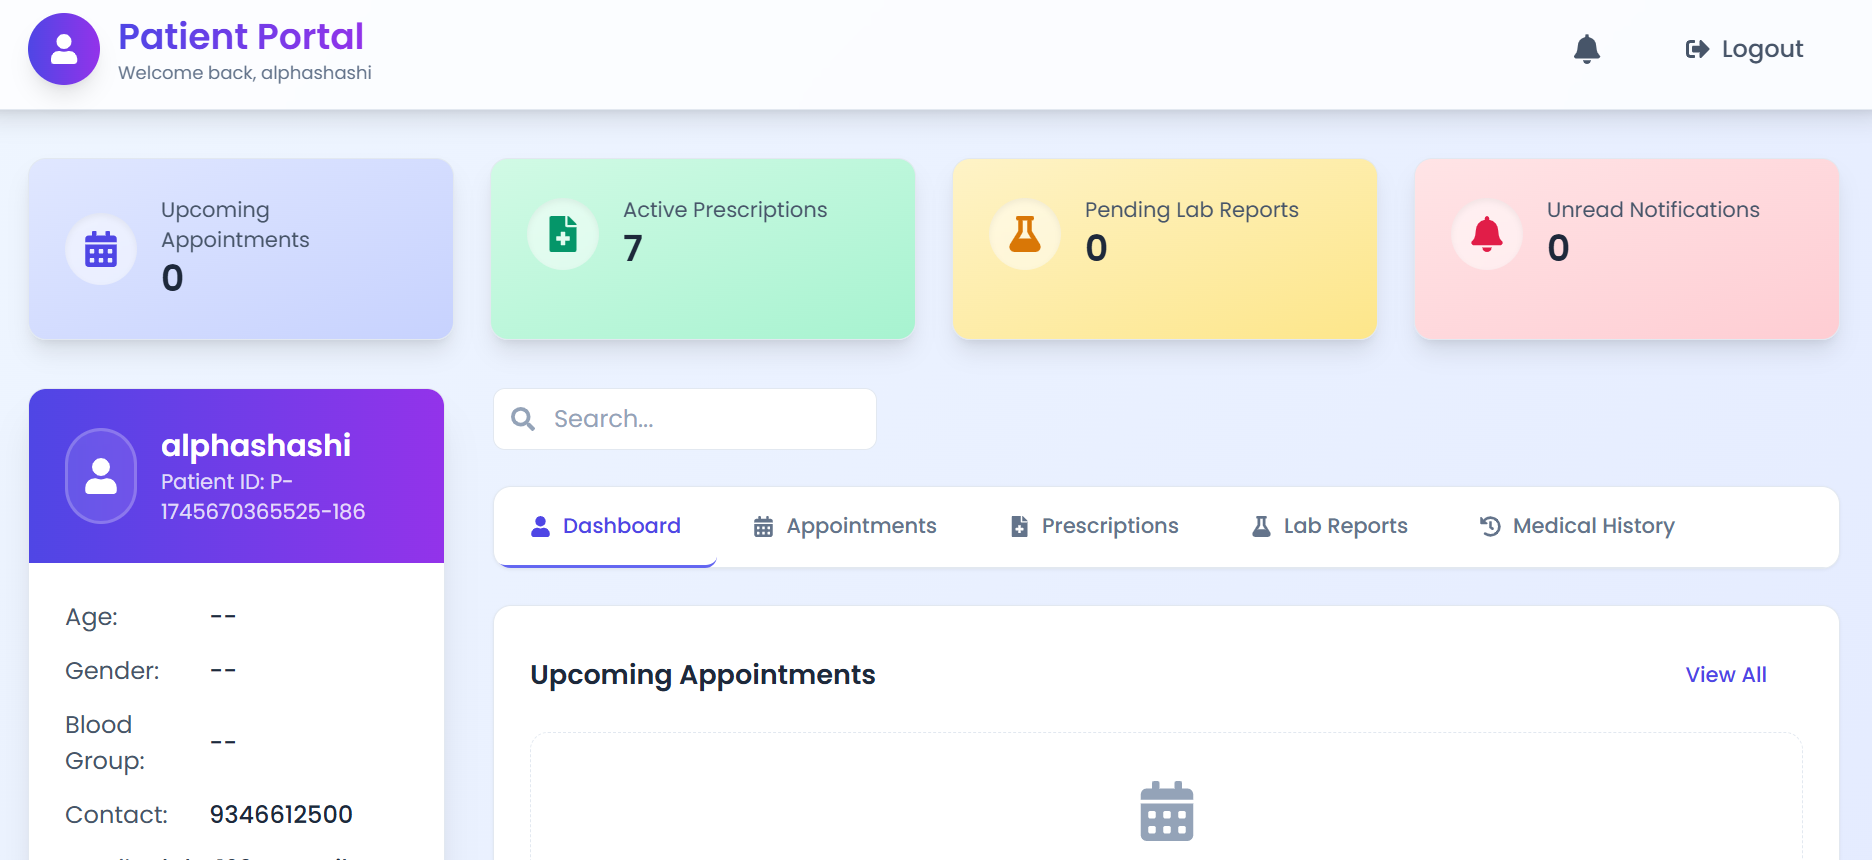 Patient Portal
Welcome back, alphashashi
Logout
Upcoming
Appointments
0
Active Prescriptions
7
Pending Lab Reports
0
Unread Notifications
0
alphashashi
Patient ID: P-
1745670365525-186
Age: --
Gender: --
Blood
Group: --
Contact: 9346612500
Search...
Dashboard Appointments Prescriptions Lab Reports Medical History
Upcoming Appointments
View All